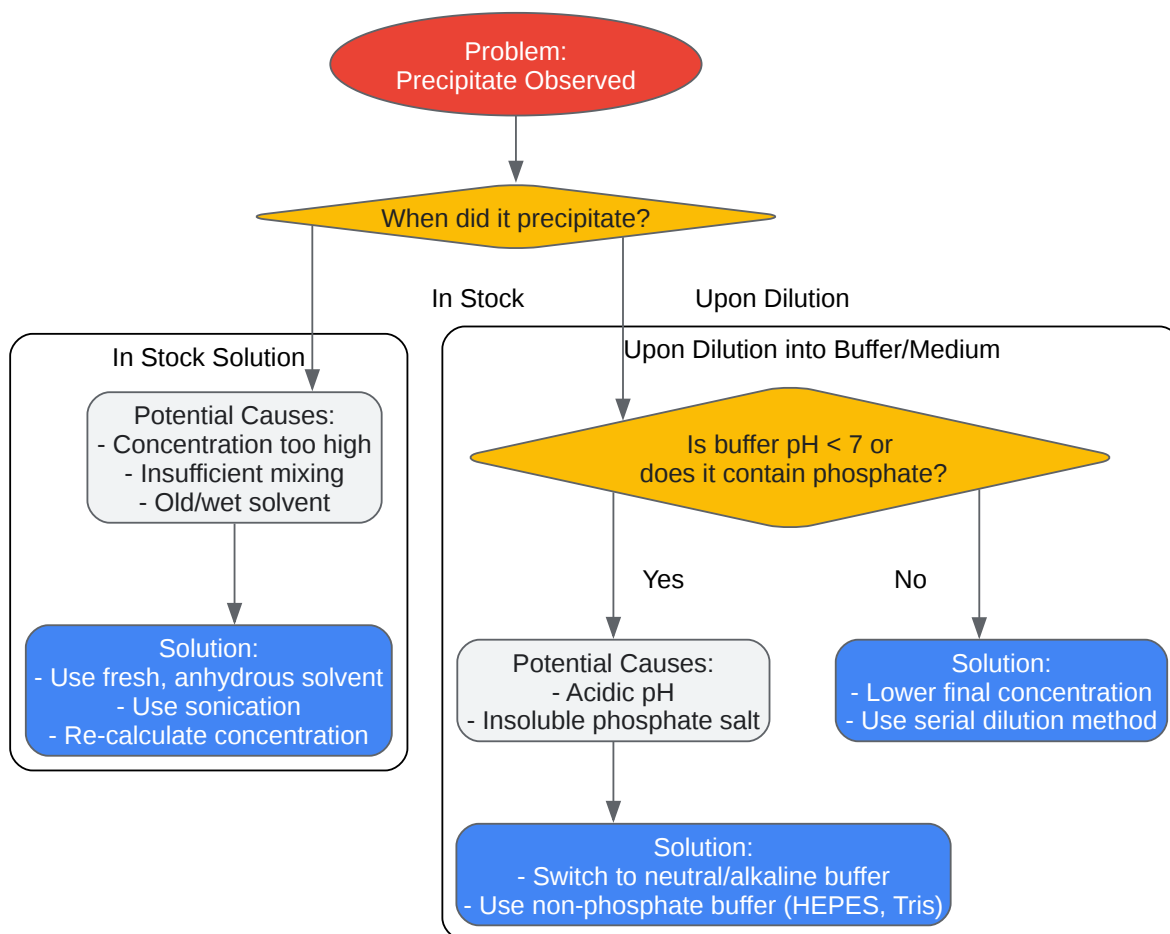 Problem:
Precipitate Observed
When did it precipitate?
In Stock
Upon Dilution
In Stock Solution
Potential Causes:
- Concentration too high
- Insufficient mixing
- Old/wet solvent
Solution:
- Use fresh, anhydrous solvent
- Use sonication
- Re-calculate concentration
Upon Dilution into Buffer/Medium
Is buffer pH < 7 or
does it contain phosphate?
Yes
No
Potential Causes:
- Acidic pH
- Insoluble phosphate salt
Solution:
- Lower final concentration
- Use serial dilution method
Solution:
- Switch to neutral/alkaline buffer
- Use non-phosphate buffer (HEPES, Tris)